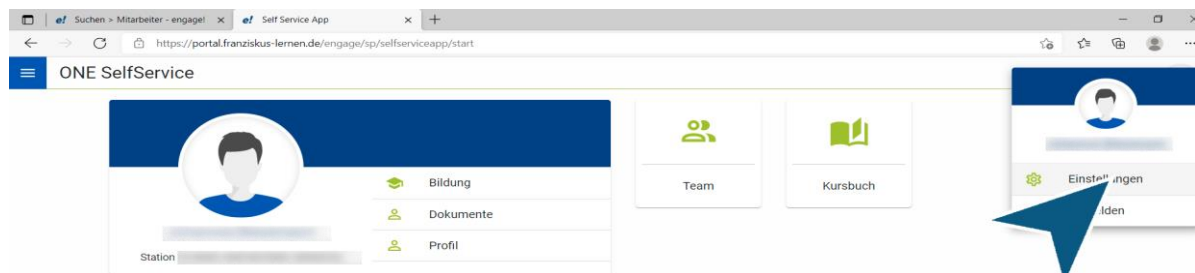 e! Suchen > Mitarbeiter - engage!
e! Self Service App
https://portal.franziskus-lernen.de/engage/sp/selfserviceapp/start
ONE SelfService
Bildung
Dokumente
Profil
Station
Team
Kursbuch
Einstellungen